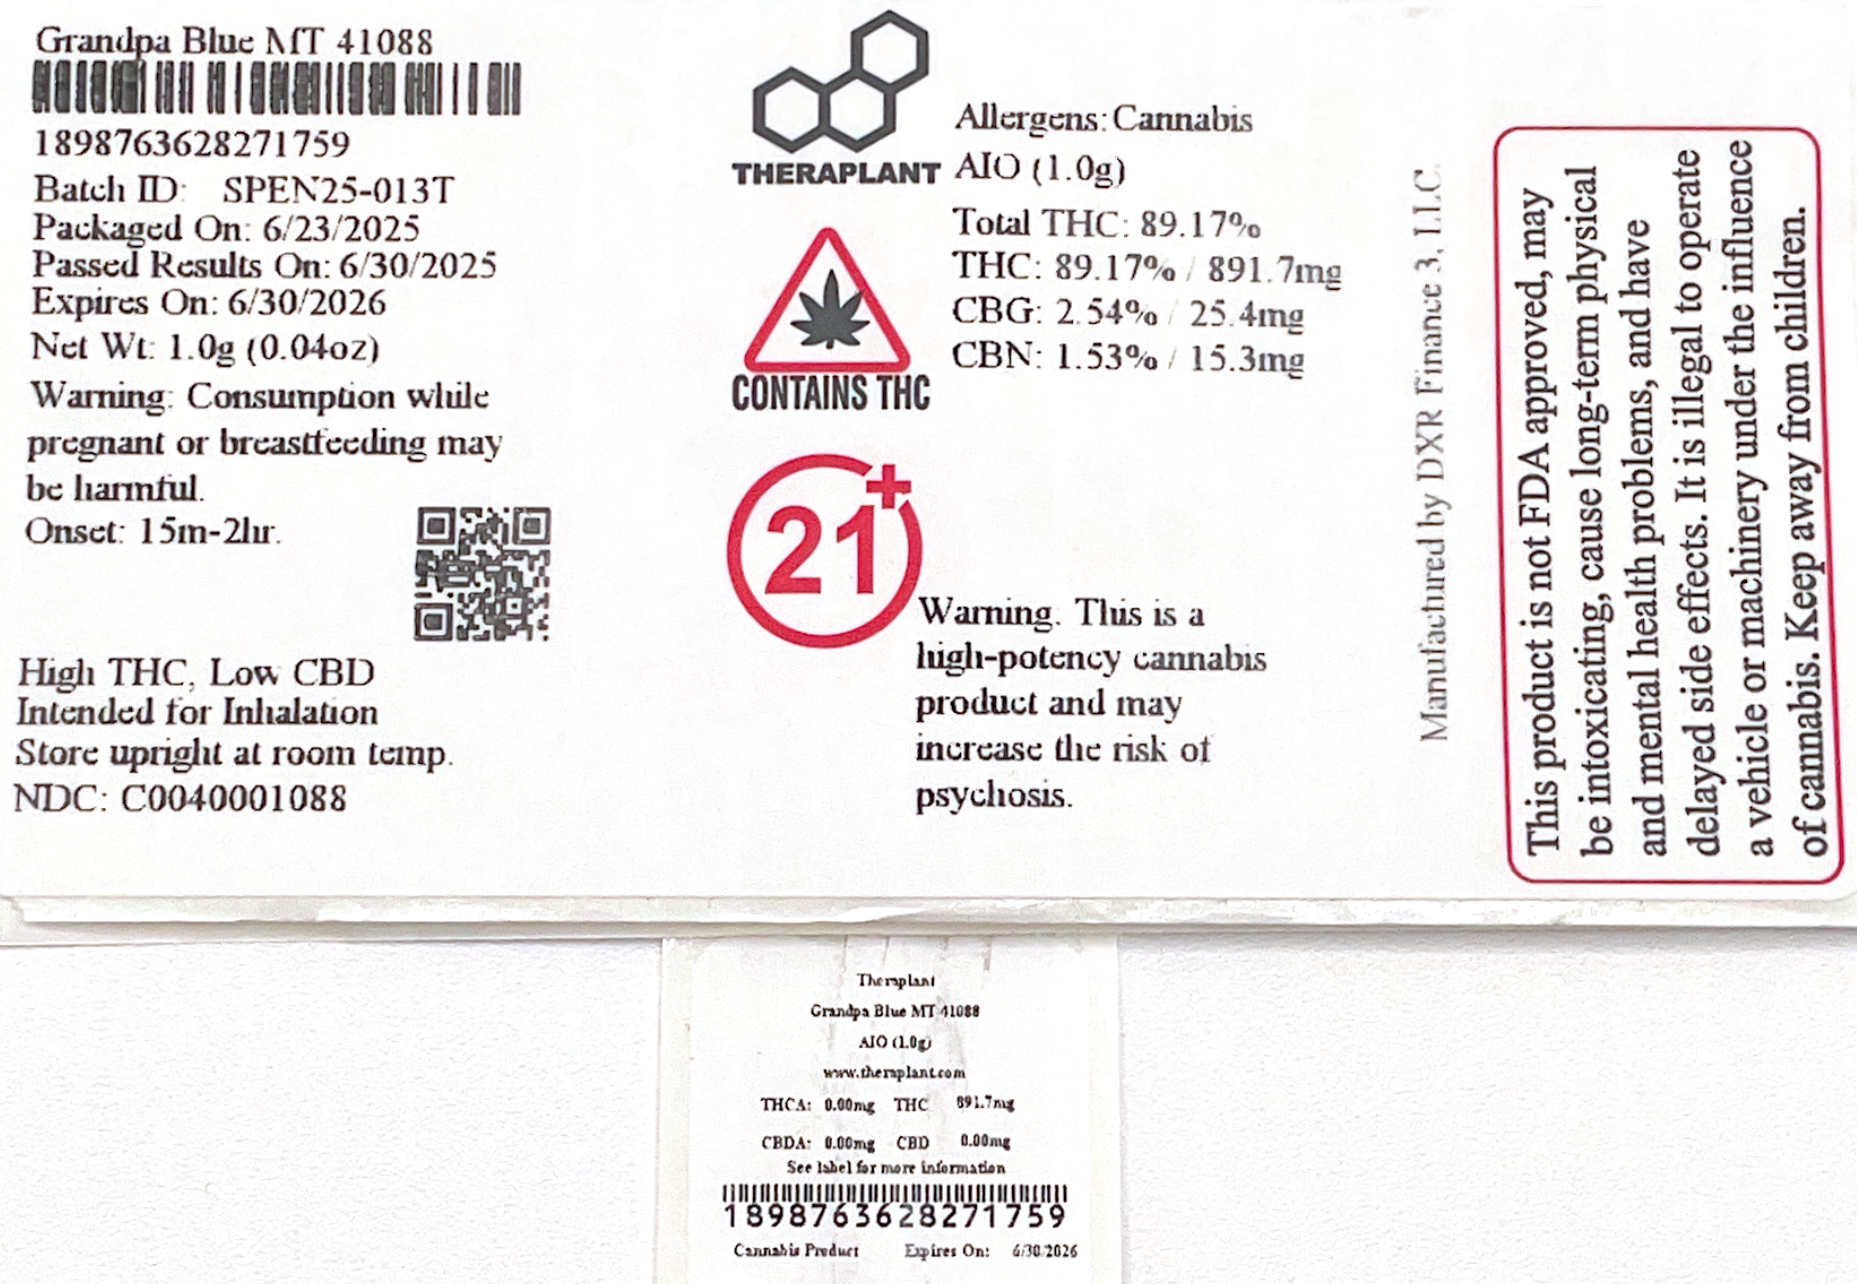 Grandpa Blue MT 41088
1898763628271759
Batch ID: SPEN25-013T
Packaged On: 6/23/2025
Passed Results On: 6/30/2025
Expires On: 6/30/2026
Net Wt: 1.0g (0.04oz)
Warning: Consumption while
pregnant or breastfeeding may
be harmful.
Onset: 15m-2hr.
High THC, Low CBD
Intended for Inhalation
Store upright at room temp.
NDC: C0040001088
THERAPLANT
CONTAINS THC
21+
Allergens: Cannabis
AIO (1.0g)
Total THC: 89.17%
THC: 89.17% / 891.7mg
CBG: 2.54% / 25.4mg
CBN: 1.53% / 15.3mg
Warning. This is a
high-potency cannabis
product and may
increase the risk of
psychosis.
Manufactured by DXR Finance 3, LLC.
This product is not FDA approved, may
be intoxicating, cause long-term physical
and mental health problems, and have
delayed side effects. It is illegal to operate
a vehicle or machinery under the influence
of cannabis. Keep away from children.
Theraplant
Grandpa Blue MT 41088
AIO (1.0g)
www.theraplant.com
THCA: 0.00mg THC 891.7mg
CBDA: 0.00mg CBD 0.00mg
See label for more information
1898763628271759
Cannabis Product Expires On: 6/30/2026